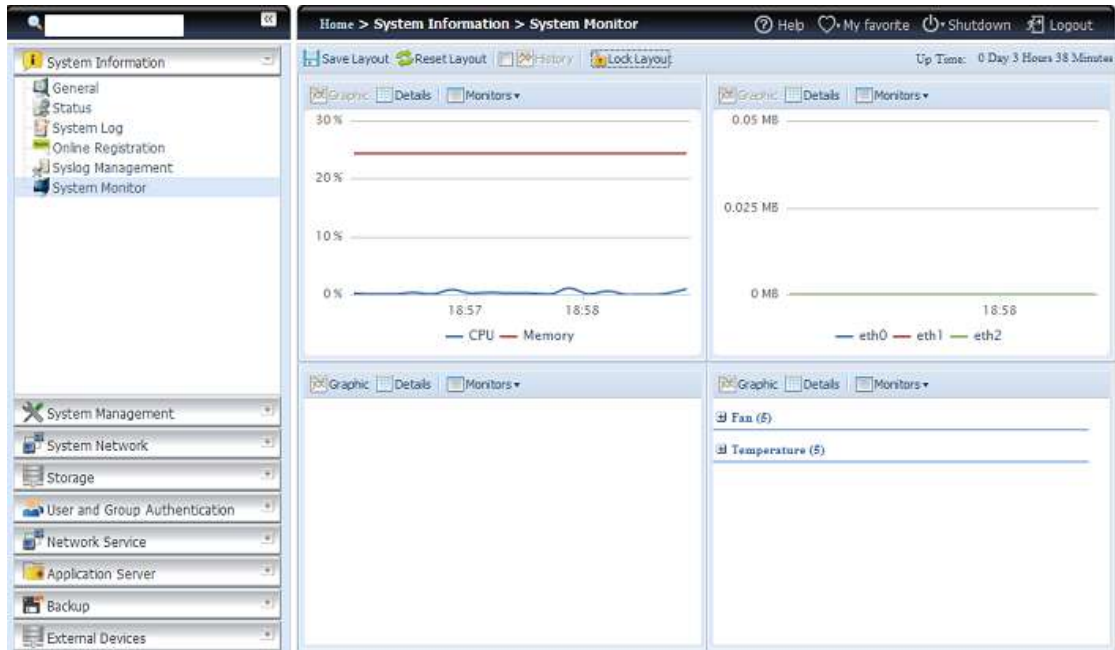 Home > System Information > System Monitor
Help
My favorite
Shutdown
Logout
System Information
General
Status
System Log
Online Registration
Syslog Management
System Monitor
System Management
System Network
Storage
User and Group Authentication
Network Service
Application Server
Backup
External Devices
Save Layout Reset Layout History Lock Layout
Up Time: 0 Day 3 Hours 38 Minutes
Graphic Details Monitors
30 %
20 %
10 %
0 %
18:57 18:58
CPU Memory
Graphic Details Monitors
0.05 MB
0.025 MB
0 MB
18:58
eth0 eth1 eth2
Graphic Details Monitors
Graphic Details Monitors
Fan (5)
Temperature (5)